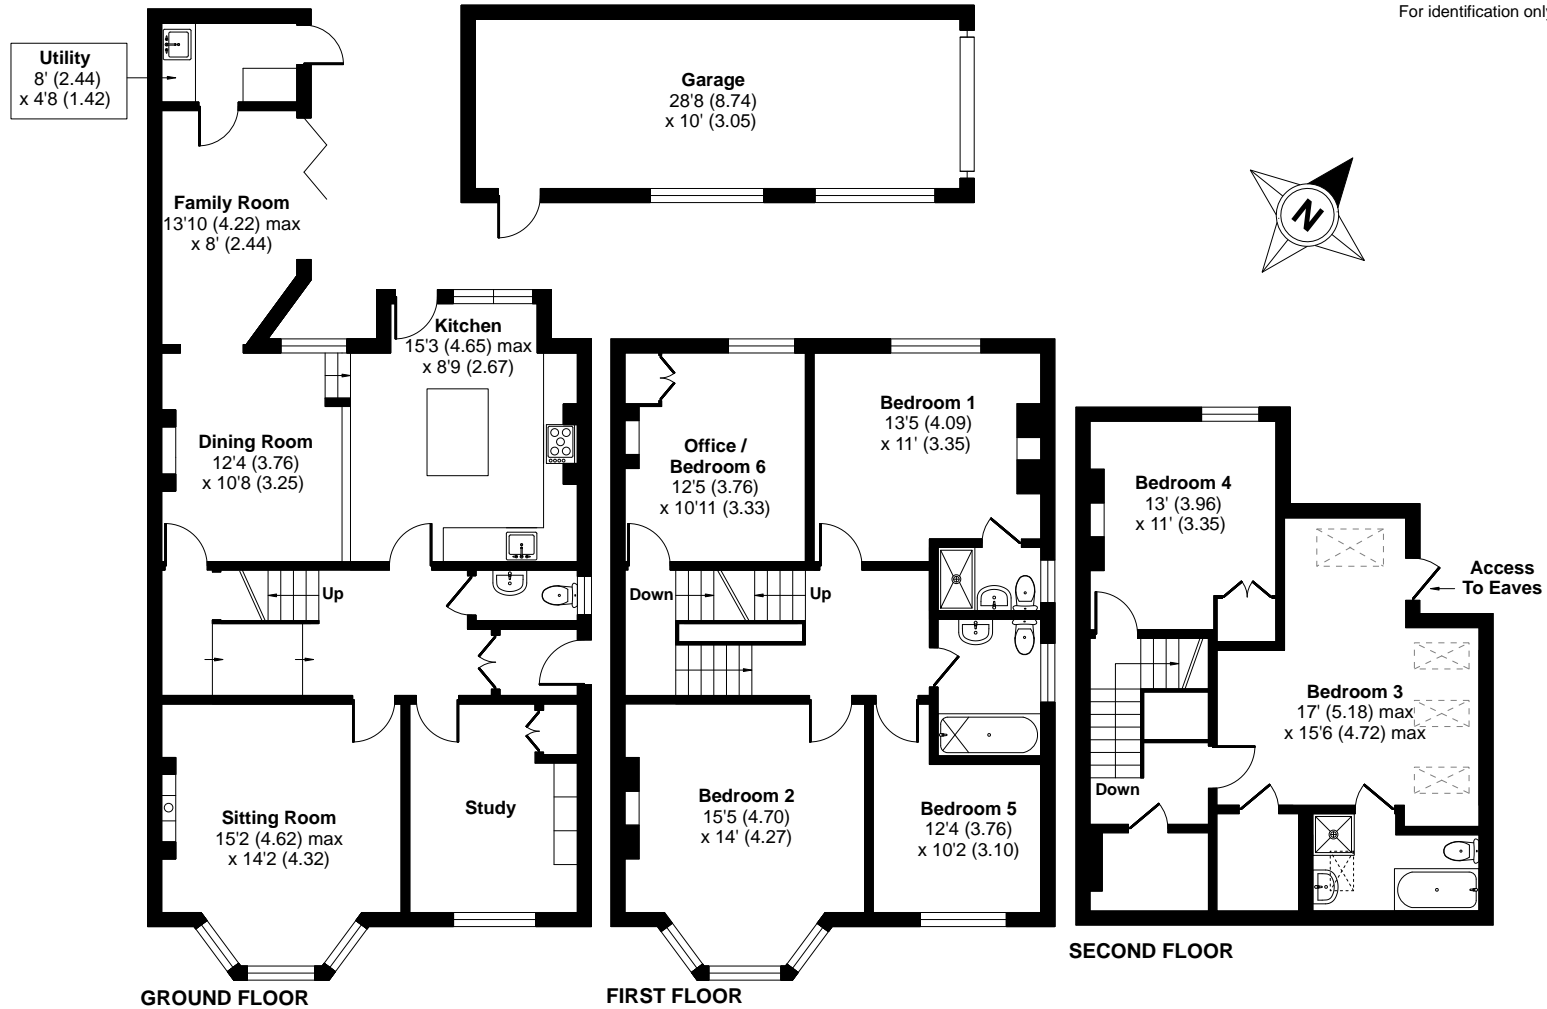 For identification only
Utility
8' (2.44)
x 4'8 (1.42)
Garage
28'8 (8.74)
x 10' (3.05)
N
Family Room
13'10 (4.22) max
x 8' (2.44)
Kitchen
15'3 (4.65) max
x 8'9 (2.67)
Dining Room
12'4 (3.76)
x 10'8 (3.25)
Up
Sitting Room
15'2 (4.62) max
x 14'2 (4.32)
Study
GROUND FLOOR
Office /
Bedroom 6
12'5 (3.76)
x 10'11 (3.33)
Bedroom 1
13'5 (4.09)
x 11' (3.35)
Down
Up
Bedroom 2
15'5 (4.70)
x 14' (4.27)
Bedroom 5
12'4 (3.76)
x 10'2 (3.10)
FIRST FLOOR
Bedroom 4
13' (3.96)
x 11' (3.35)
Access
To Eaves
Bedroom 3
17' (5.18) max
x 15'6 (4.72) max
Down
SECOND FLOOR